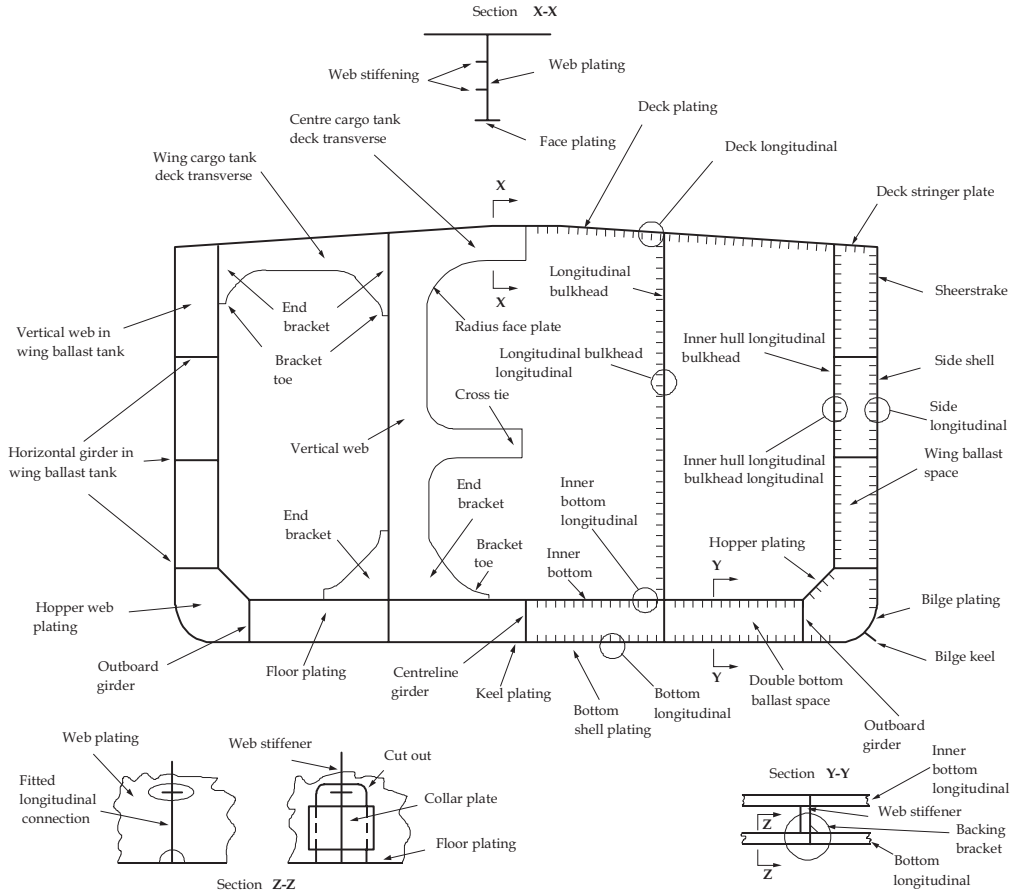 Section X-X
Web stiffening
Web plating
Face plating
Centre cargo tank
deck transverse
Wing cargo tank
deck transverse
Deck plating
Deck longitudinal
Deck stringer plate
X
X
Vertical web in
wing ballast tank
End
bracket
Bracket
toe
Radius face plate
Longitudinal
bulkhead
Longitudinal bulkhead
longitudinal
Inner hull longitudinal
bulkhead
Sheerstrake
Side shell
Side
longitudinal
Cross tie
Vertical web
Horizontal girder in
wing ballast tank
Inner hull longitudinal
bulkhead longitudinal
Wing ballast
space
End
bracket
End
bracket
Bracket
toe
Inner
bottom
longitudinal
Inner
bottom
Hopper plating
Y
Y
Hopper web
plating
Outboard
girder
Floor plating
Centreline
girder
Keel plating
Bottom
shell plating
Bottom
longitudinal
Double bottom
ballast space
Outboard
girder
Bilge plating
Bilge keel
Web plating
Fitted
longitudinal
connection
Web stiffener
Cut out
Collar plate
Floor plating
Section Z-Z
Section Y-Y
Inner
bottom
longitudinal
Web stiffener
Backing
bracket
Bottom
longitudinal
Z
Z